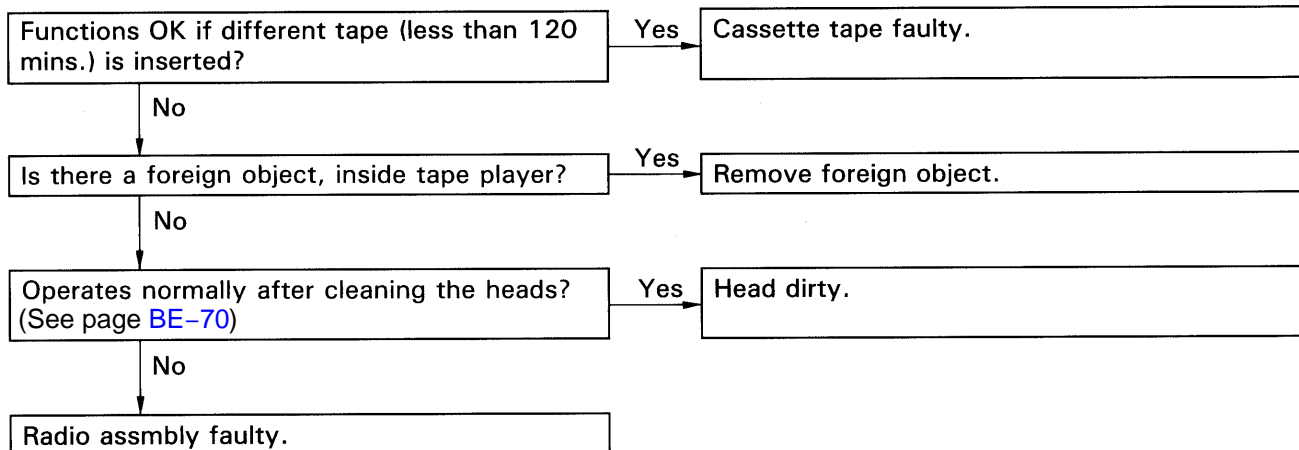 Functions OK if different tape (less than 120
mins.) is inserted?
Yes
Cassette tape faulty.
No
Is there a foreign object, inside tape player?
Yes
Remove foreign object.
No
Operates normally after cleaning the heads?
(See page BE–70)
Yes
Head dirty.
No
Radio assmbly faulty.